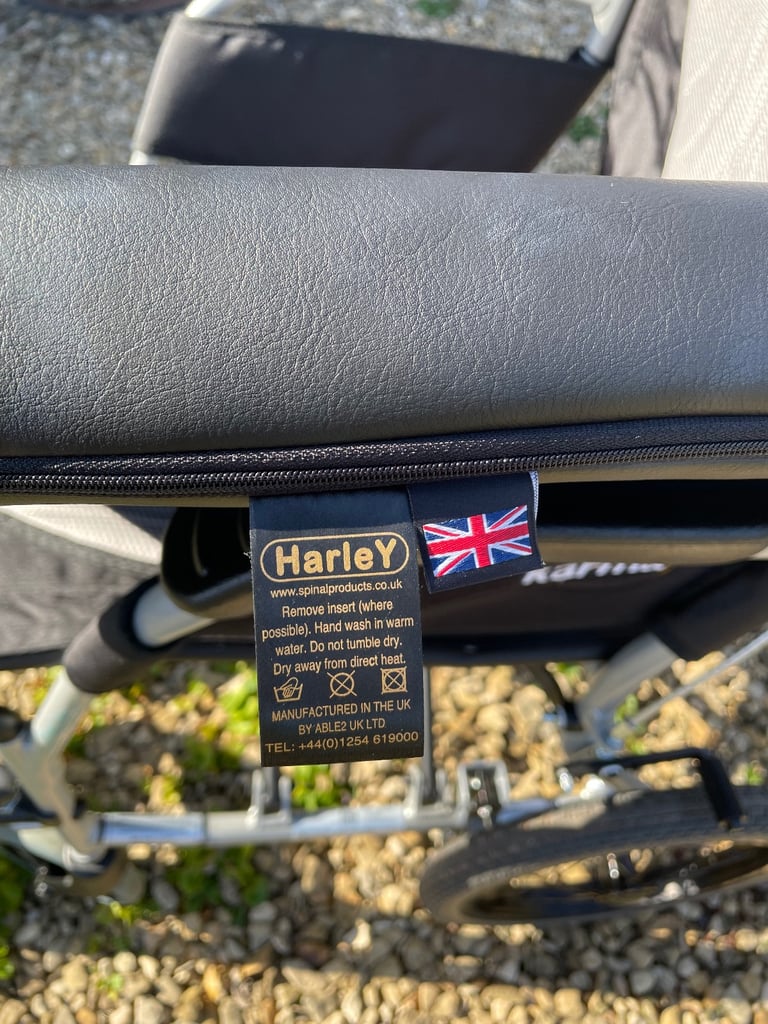 HarleY
www.spinalproducts.co.uk
Remove insert (where
possible). Hand wash in warm
water. Do not tumble dry.
Dry away from direct heat.
MANUFACTURED IN THE UK
BY ABLE2 UK LTD
TEL: +44(0)1254 619000
Karma